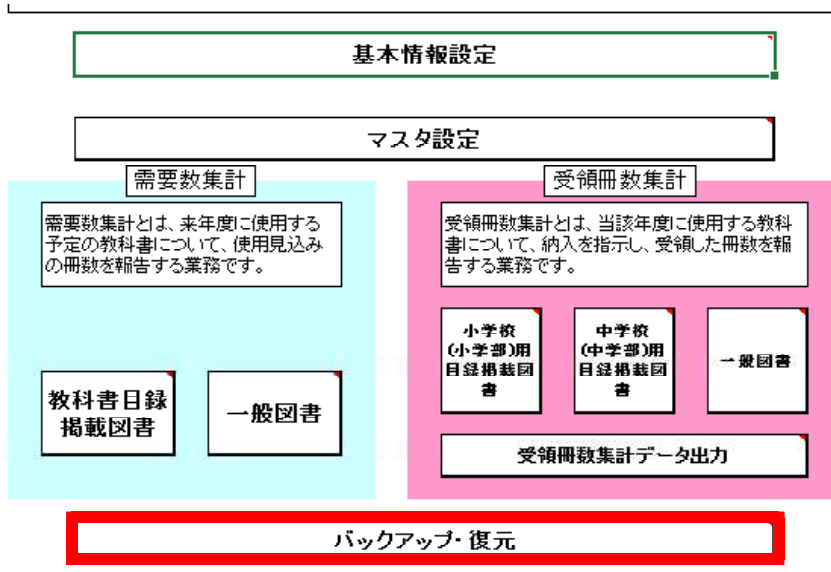 基本情報設定
マスタ設定
需要数集計
需要数集計とは、来年度に使用する
予定の教科書について、使用見込み
の冊数を報告する業務です。
教科書目録
掲載図書
一般図書
受領冊数集計
受領冊数集計とは、当該年度に使用する教科
書について、納入を指示し、受領した冊数を報
告する業務です。
小学校
(小学部)用
目録掲載図
書
中学校
(中学部)用
目録掲載図
書
一般図書
受領冊数集計データ出力
バックアップ・復元